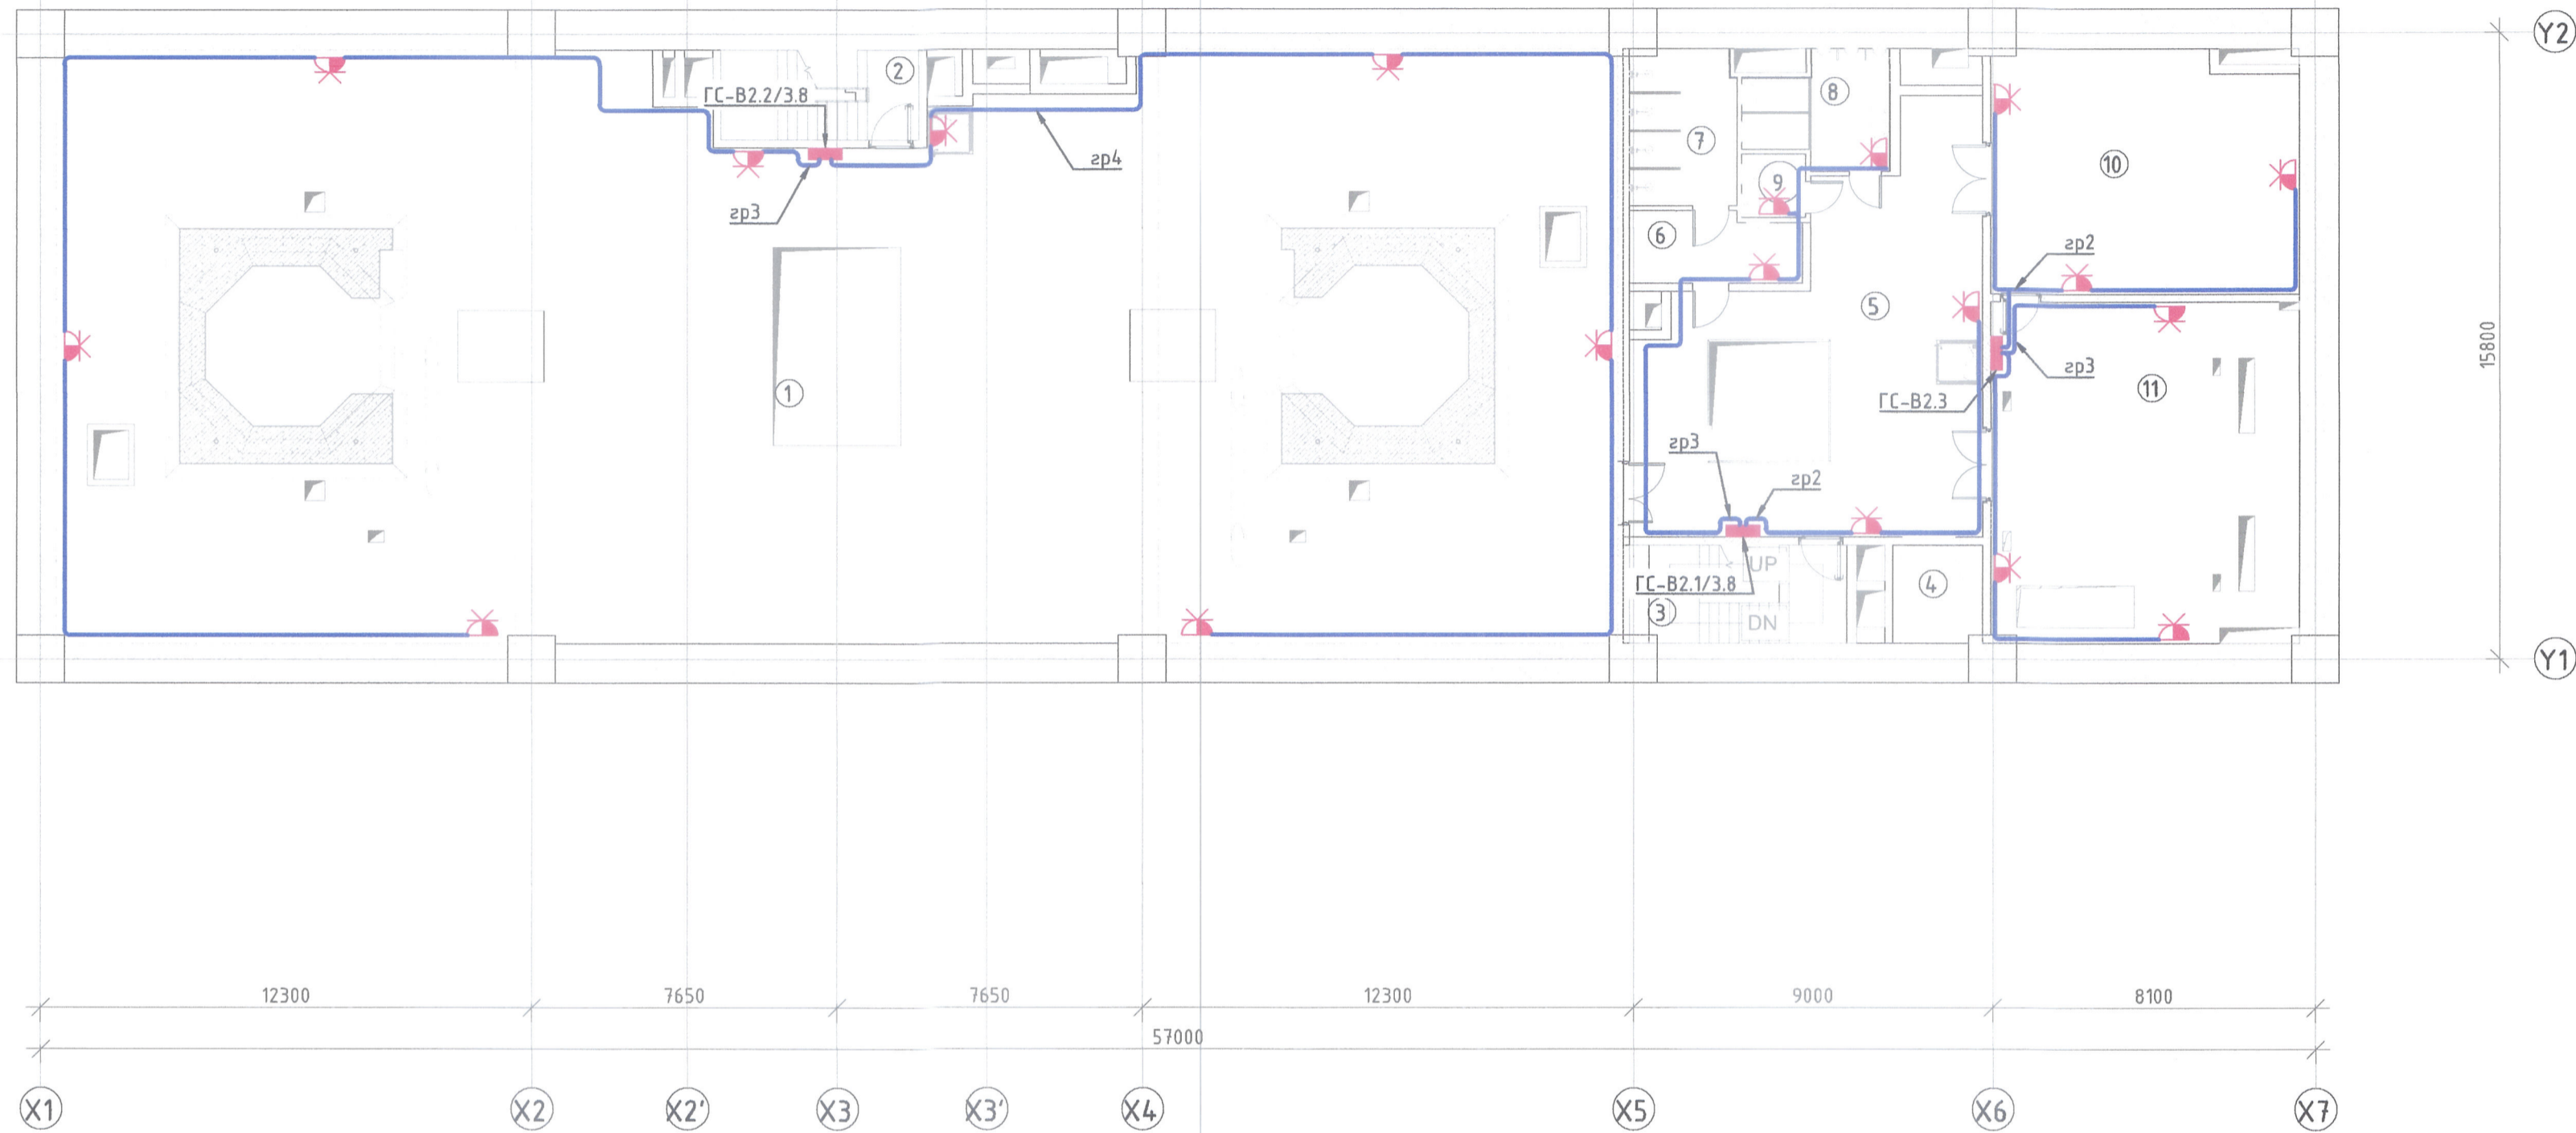 Y2
2
ГС-В2.2/3.8
8
7
гр4
10
9
гр3
6
гр2
5
15800
1
гр3
11
ГС-В2.3
гр3
гр2
UP
ГС-В2.1/3.8
4
3
DN
Y1
12300
7650
7650
12300
9000
8100
57000
X1
X2
X2'
X3
X3'
X4
X5
X6
X7